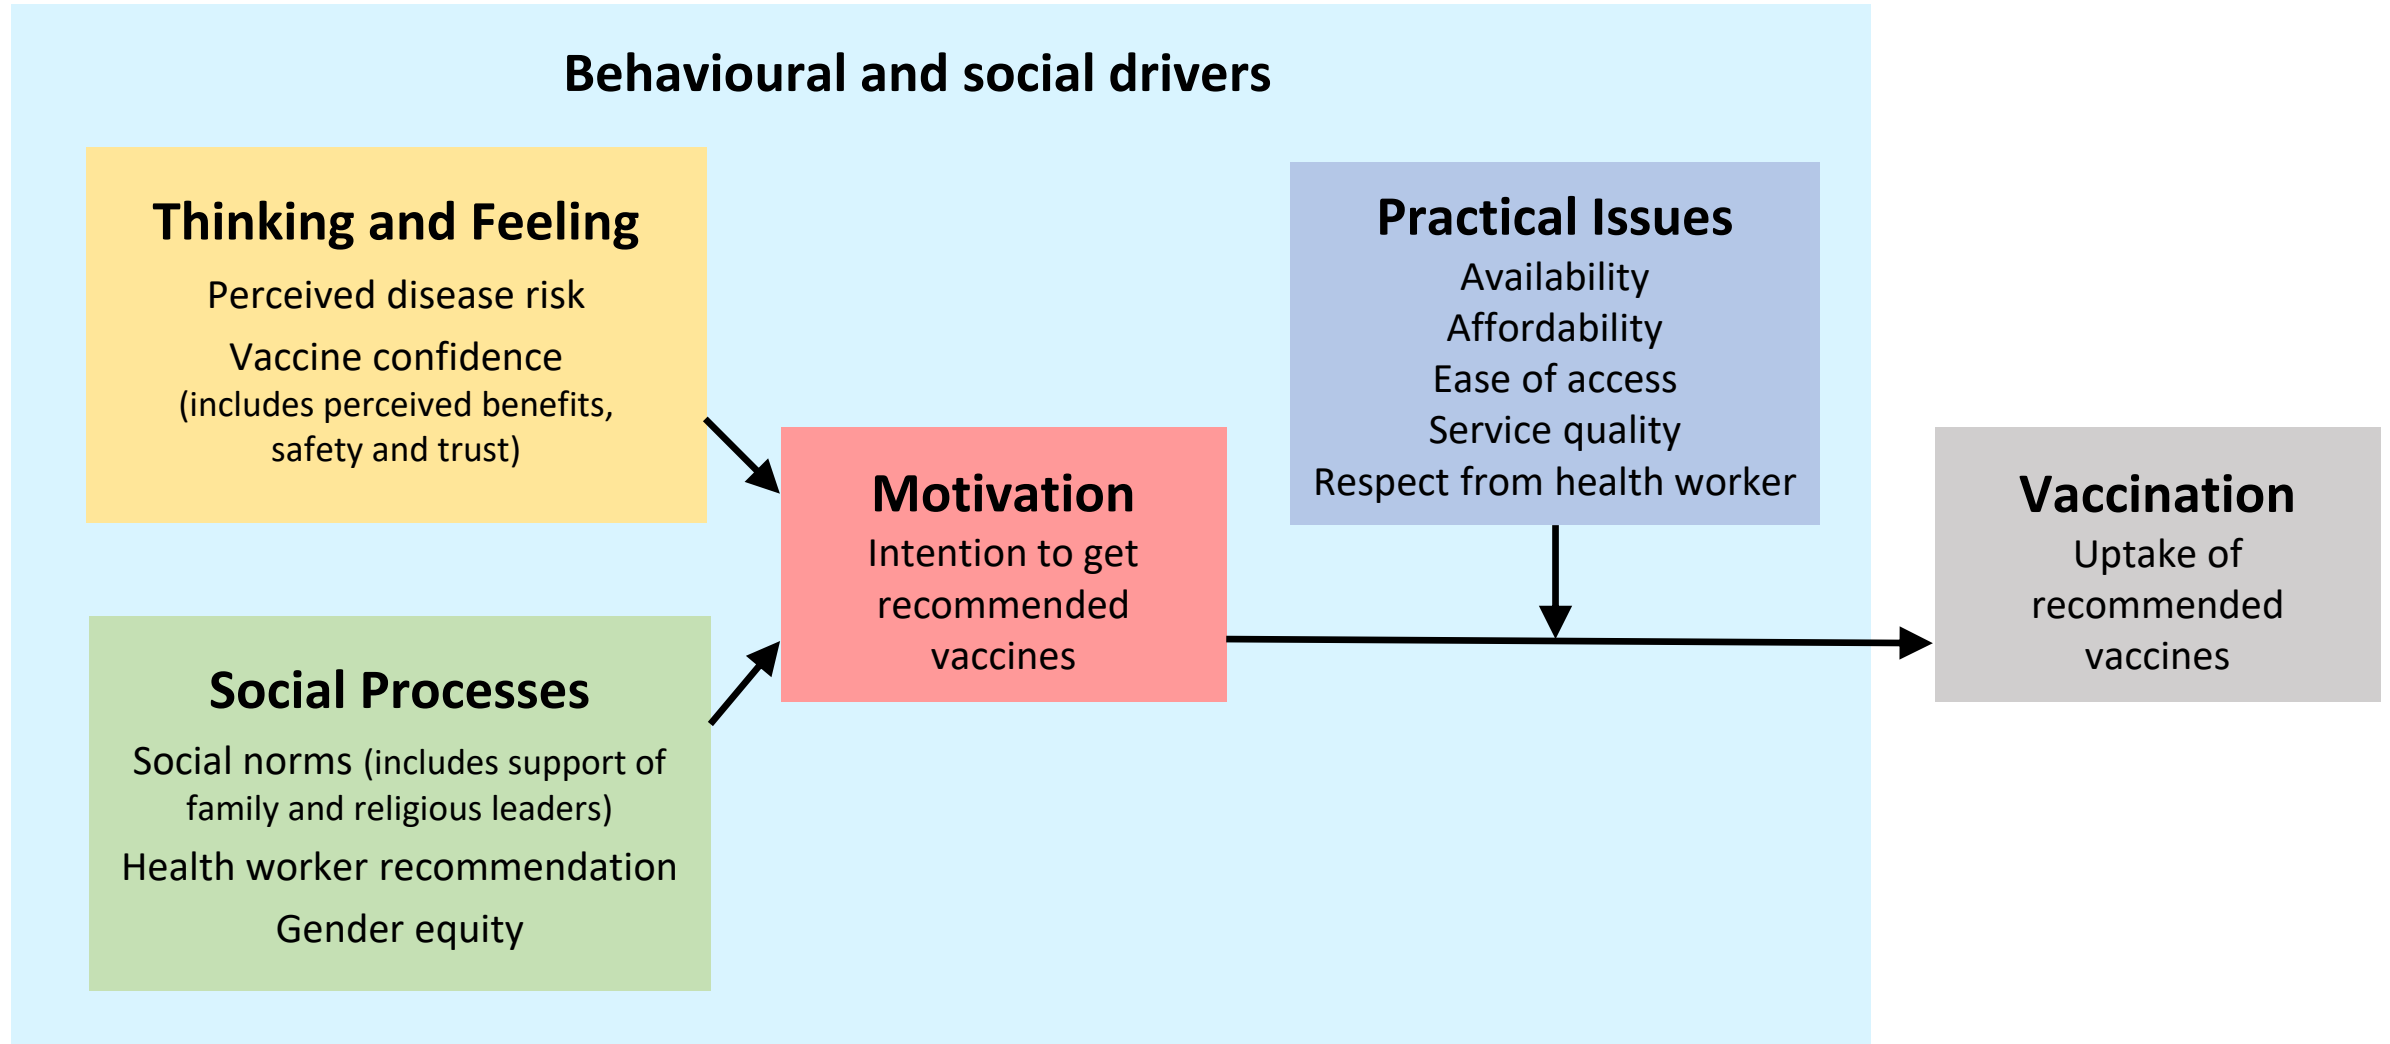 Behavioural and social drivers
Thinking and Feeling
Perceived disease risk
Vaccine confidence
(includes perceived benefits,
safety and trust)
Social Processes
Social norms (includes support of
family and religious leaders)
Health worker recommendation
Gender equity
Motivation
Intention to get
recommended
vaccines
Practical Issues
Availability
Affordability
Ease of access
Service quality
Respect from health worker
Vaccination
Uptake of
recommended
vaccines